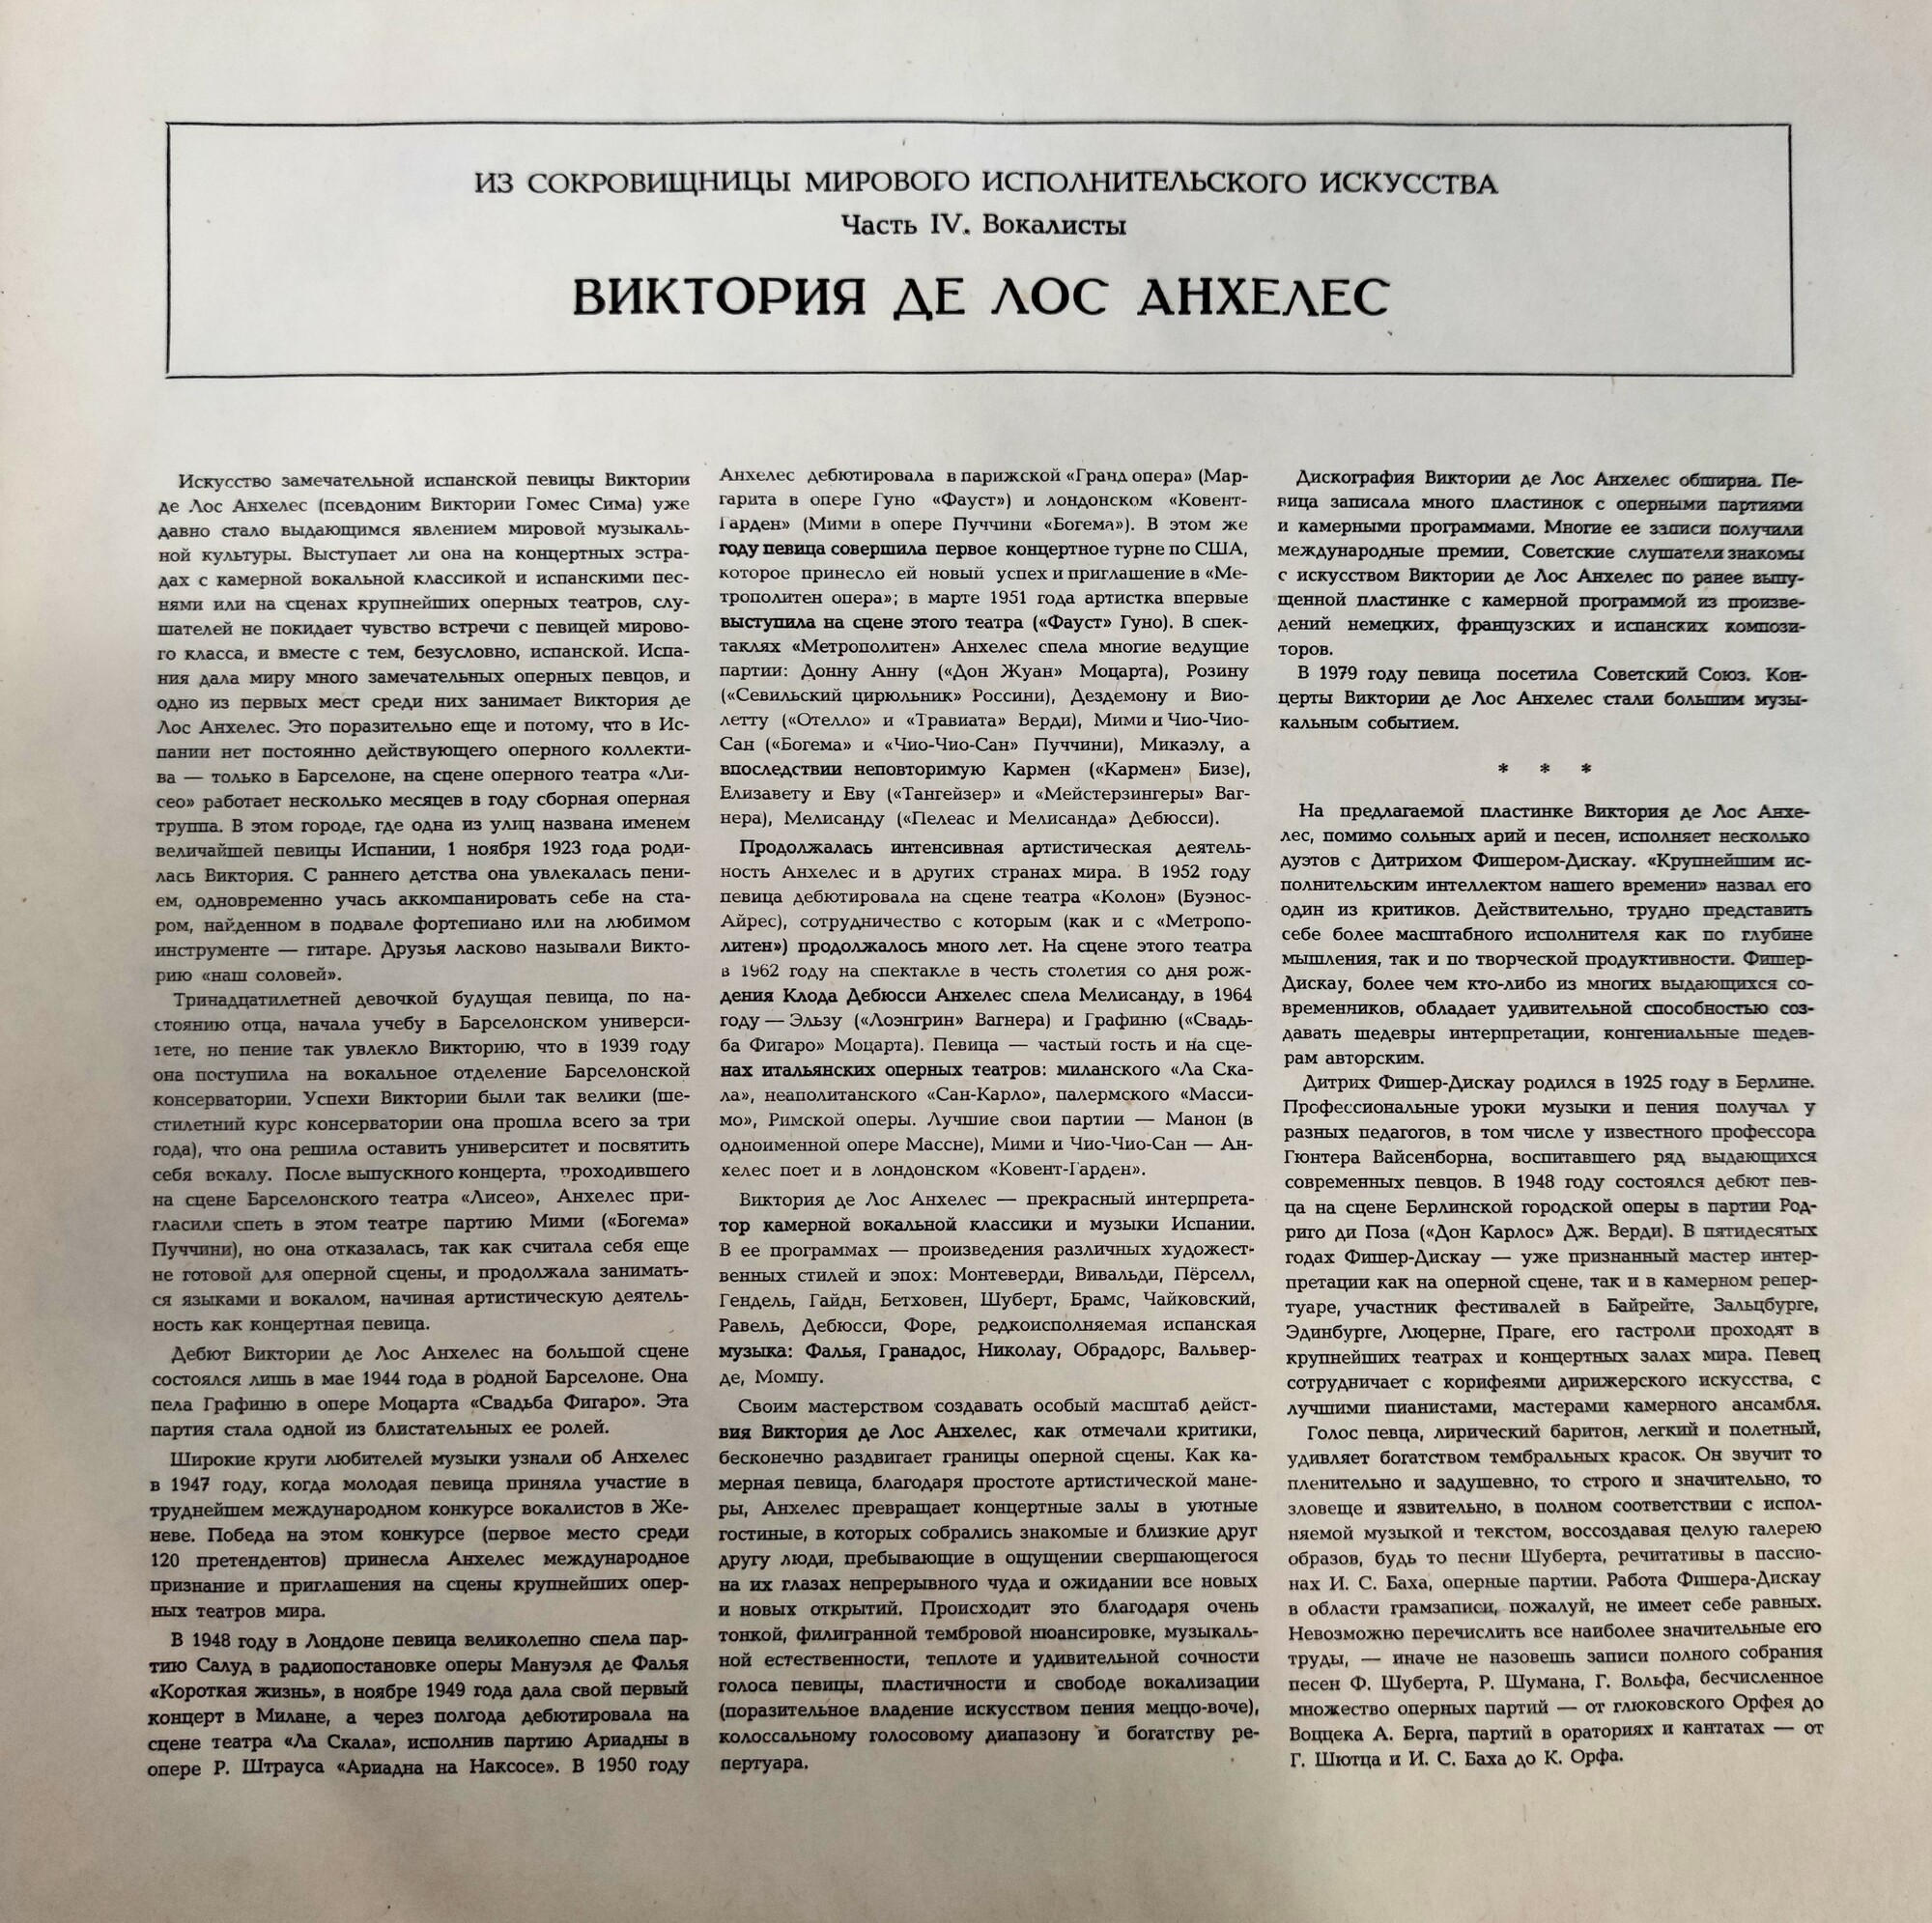 ИЗ СОКРОВИЩНИЦЫ МИРОВОГО ИСПОЛНИТЕЛЬСКОГО ИСКУССТВА
Часть IV. Вокалисты
ВИКТОРИЯ ДЕ ЛОС АНХЕЛЕС
Искусство замечательной испанской певицы Виктории
де Лос Анхелес (псевдоним Виктории Гомес Сима) уже
давно стало выдающимся явлением мировой музыкаль-
ной культуры. Выступает ли она на концертных эстра-
дах с камерной вокальной классикой и испанскими пес-
нями или на сценах крупнейших оперных театров, слу-
шателей не покидает чувство встречи с певицей мирово-
го класса, и вместе с тем, безусловно, испанской. Испа-
ния дала миру много замечательных оперных певцов, и
одно из первых мест среди них занимает Виктория де
Лос Анхелес. Это поразительно еще и потому, что в Ис-
пании нет постоянно действующего оперного коллекти-
ва — только в Барселоне, на сцене оперного театра «Ли-
сео» работает несколько месяцев в году сборная оперная
труппа. В этом городе, где одна из улиц названа именем
величайшей певицы Испании, 1 ноября 1923 года роди-
лась Виктория. С раннего детства она увлекалась пени-
ем, одновременно учась аккомпанировать себе на ста-
ром, найденном в подвале фортепиано или на любимом
инструменте — гитаре. Друзья ласково называли Викто-
рию «наш соловей».
Тринадцатилетней девочкой будущая певица, по на-
стоянию отца, начала учебу в Барселонском универси-
тете, но пение так увлекло Викторию, что в 1939 году
она поступила на вокальное отделение Барселонской
консерватории. Успехи Виктории были так велики (ше-
стилетний курс консерватории она прошла всего за три
года), что она решила оставить университет и посвятить
себя вокалу. После выпускного концерта, проходившего
на сцене Барселонского театра «Лисео», Анхелес при-
гласили спеть в этом театре партию Мими («Богема»
Пуччини), но она отказалась, так как считала себя еще
не готовой для оперной сцены, и продолжала занимать-
ся языками и вокалом, начиная артистическую деятель-
ность как концертная певица.
Дебют Виктории де Лос Анхелес на большой сцене
состоялся лишь в мае 1944 года в родной Барселоне. Она
пела Графиню в опере Моцарта «Свадьба Фигаро». Эта
партия стала одной из блистательных ее ролей.
Широкие круги любителей музыки узнали об Анхелес
в 1947 году, когда молодая певица приняла участие в
труднейшем международном конкурсе вокалистов в Же-
неве. Победа на этом конкурсе (первое место среди
120 претендентов) принесла Анхелес международное
признание и приглашения на сцены крупнейших опер-
ных театров мира.
В 1948 году в Лондоне певица великолепно спела пар-
тию Салуд в радиопостановке оперы Мануэля де Фалья
«Короткая жизнь», в ноябре 1949 года дала свой первый
концерт в Милане, а через полгода дебютировала на
сцене театра «Ла Скала», исполнив партию Ариадны в
опере Р. Штрауса «Ариадна на Наксосе». В 1950 году
Анхелес дебютировала в парижской «Гранд опера» (Мар-
гарита в опере Гуно «Фауст») и лондонском «Ковент-
Гарден» (Мими в опере Пуччини «Богема»). В этом же
году певица совершила первое концертное турне по США,
которое принесло ей новый успех и приглашение в «Ме-
трополитен опера»; в марте 1951 года артистка впервые
выступила на сцене этого театра («Фауст» Гуно). В спек-
таклях «Метрополитен» Анхелес спела многие ведущие
партии: Донну Анну («Дон Жуан» Моцарта), Розину
(«Севильский цирюльник» Россини), Дездемону и Вио-
летту («Отелло» и «Травиата» Верди), Мими и Чио-Чио-
Сан («Богема» и «Чио-Чио-Сан» Пуччини), Микаэлу, а
впоследствии неповторимую Кармен («Кармен» Бизе),
Елизавету и Еву («Тангейзер» и «Мейстерзингеры» Ваг-
нера), Мелисанду («Пелеас и Мелисанда» Дебюсси).
Продолжалась интенсивная артистическая деятель-
ность Анхелес и в других странах мира. В 1952 году
певица дебютировала на сцене театра «Колон» (Буэнос-
Айрес), сотрудничество с которым (как и с «Метропо-
литен») продолжалось много лет. На сцене этого театра
в 1962 году на спектакле в честь столетия со дня рож-
дения Клода Дебюсси Анхелес спела Мелисанду, в 1964
году — Эльзу («Лоэнгрин» Вагнера) и Графиню («Свадь-
ба Фигаро» Моцарта). Певица — частый гость и на сце-
нах итальянских оперных театров: миланского «Ла Ска-
ла», неаполитанского «Сан-Карло», палермского «Масси-
мо», Римской оперы. Лучшие свои партии — Манон (в
одноименной опере Массне), Мими и Чио-Чио-Сан — Ан-
хелес поет и в лондонском «Ковент-Гарден».
Виктория де Лос Анхелес — прекрасный интерпрета-
тор камерной вокальной классики и музыки Испании.
В ее программах — произведения различных художест-
венных стилей и эпох: Монтеверди, Вивальди, Пёрселл,
Гендель, Гайдн, Бетховен, Шуберт, Брамс, Чайковский,
Равель, Дебюсси, Форе, редкоисполняемая испанская
музыка: Фалья, Гранадос, Николау, Обрадорс, Вальвер-
де, Момпу.
Своим мастерством создавать особый масштаб дейст-
вия Виктория де Лос Анхелес, как отмечали критики,
бесконечно раздвигает границы оперной сцены. Как ка-
мерная певица, благодаря простоте артистической мане-
ры, Анхелес превращает концертные залы в уютные
гостиные, в которых собрались знакомые и близкие друг
другу люди, пребывающие в ощущении свершающегося
на их глазах непрерывного чуда и ожидании все новых
и новых открытий. Происходит это благодаря очень
тонкой, филигранной тембровой нюансировке, музыкаль-
ной естественности, теплоте и удивительной сочности
голоса певицы, пластичности и свободе вокализации
(поразительное владение искусством пения меццо-воче),
колоссальному голосовому диапазону и богатству ре-
пертуара.
Дискография Виктории де Лос Анхелес обширна. Пе-
вица записала много пластинок с оперными партиями
и камерными программами. Многие ее записи получили
международные премии. Советские слушатели знакомы
с искусством Виктории де Лос Анхелес по ранее выпу-
щенной пластинке с камерной программой из произве-
дений немецких, французских и испанских компози-
торов.
В 1979 году певица посетила Советский Союз. Кон-
церты Виктории де Лос Анхелес стали большим музы-
кальным событием.
* * *
На предлагаемой пластинке Виктория де Лос Анхе-
лес, помимо сольных арий и песен, исполняет несколько
дуэтов с Дитрихом Фишером-Дискау. «Крупнейшим ис-
полнительским интеллектом нашего времени» назвал его
один из критиков. Действительно, трудно представить
себе более масштабного исполнителя как по глубине
мышления, так и по творческой продуктивности. Фишер-
Дискау, более чем кто-либо из многих выдающихся со-
временников, обладает удивительной способностью соз-
давать шедевры интерпретации, конгениальные шедев-
рам авторским.
Дитрих Фишер-Дискау родился в 1925 году в Берлине.
Профессиональные уроки музыки и пения получал у
разных педагогов, в том числе у известного профессора
Гюнтера Вайсенборна, воспитавшего ряд выдающихся
современных певцов. В 1948 году состоялся дебют пев-
ца на сцене Берлинской городской оперы в партии Род-
риго ди Поза («Дон Карлос» Дж. Верди). В пятидесятых
годах Фишер-Дискау — уже признанный мастер интер-
претации как на оперной сцене, так и в камерном репер-
туаре, участник фестивалей в Байрейте, Зальцбурге,
Эдинбурге, Люцерне, Праге, его гастроли проходят в
крупнейших театрах и концертных залах мира. Певец
сотрудничает с корифеями дирижерского искусства, с
лучшими пианистами, мастерами камерного ансамбля.
Голос певца, лирический баритон, легкий и полетный,
удивляет богатством тембральных красок. Он звучит то
пленительно и задушевно, то строго и значительно, то
зловеще и язвительно, в полном соответствии с испол-
няемой музыкой и текстом, воссоздавая целую галерею
образов, будь то песни Шуберта, речитативы в пассио-
нах И. С. Баха, оперные партии. Работа Фишера-Дискау
в области грамзаписи, пожалуй, не имеет себе равных.
Невозможно перечислить все наиболее значительные его
труды, — иначе не назовешь записи полного собрания
песен Ф. Шуберта, Р. Шумана, Г. Вольфа, бесчисленное
множество оперных партий — от глюковского Орфея до
Воццека А. Берга, партий в ораториях и кантатах — от
Г. Шютца и И. С. Баха до К. Орфа.